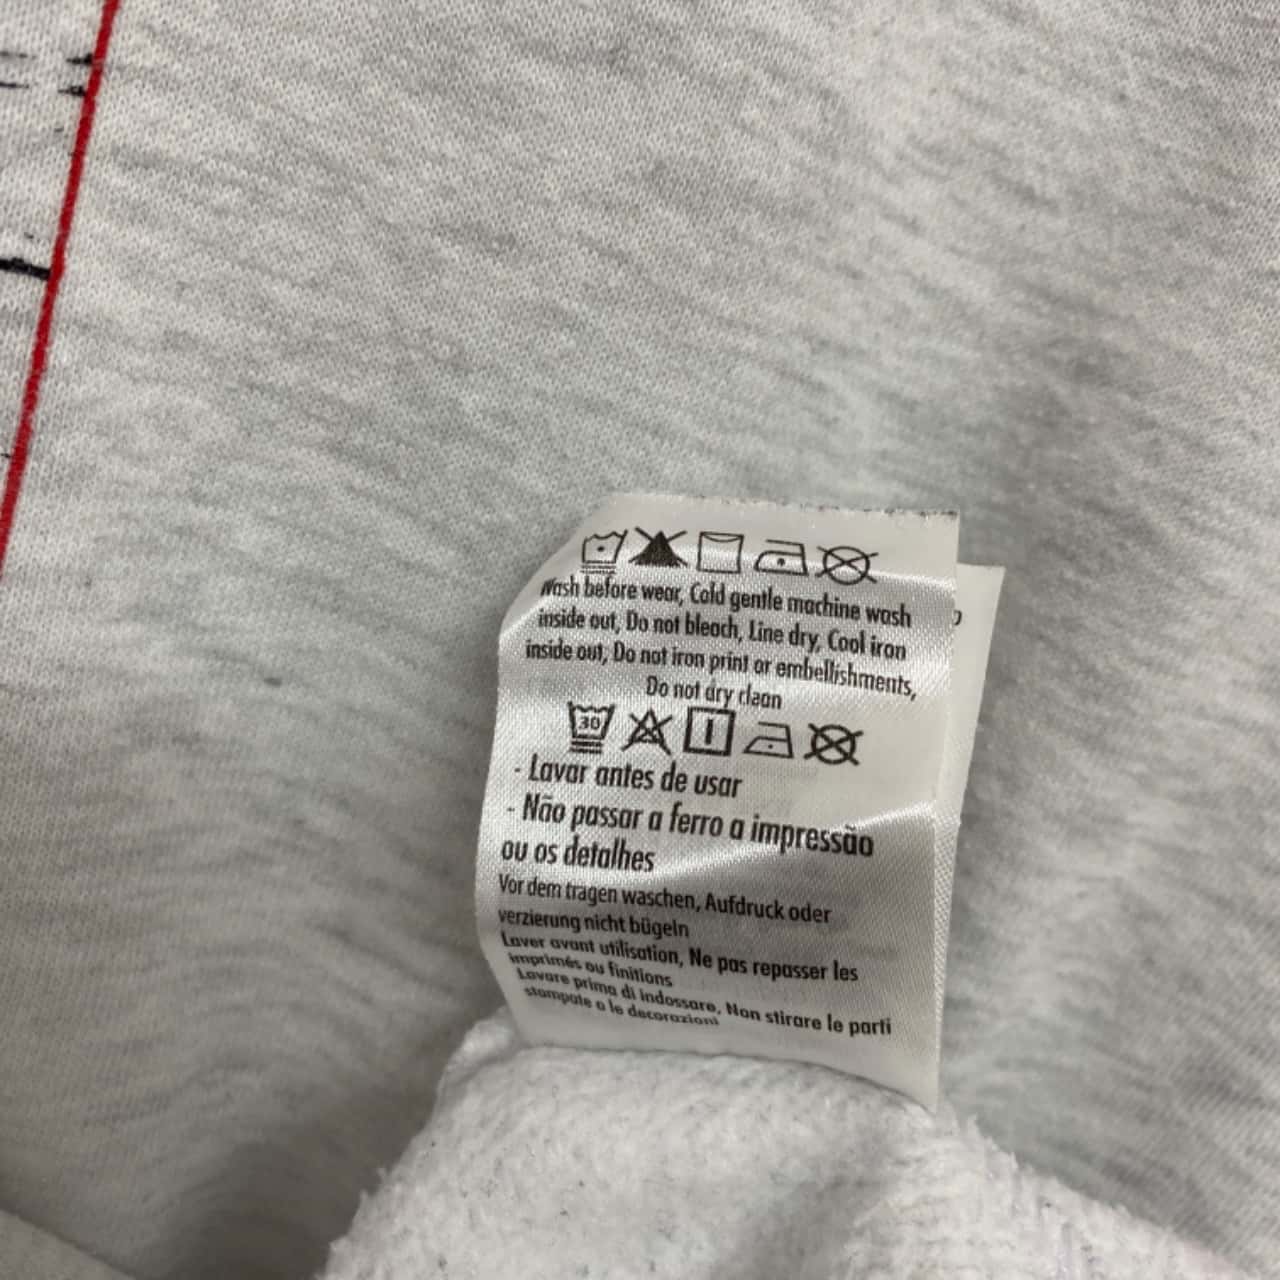 Wash before wear, Cold gentle machine wash
inside out, Do not bleach, Line dry, Cool iron
inside out, Do not iron print or embellishments,
Do not dry clean
30
- Lavar antes de usar
- Não passar a ferro a impressão
ou os detalhes
Vor dem tragen waschen, Aufdruck oder
verzierung nicht bügeln
Laver avant utilisation, Ne pas repasser les
imprimés ou finitions
Lavare prima di indossare, Non stirare le parti
stampate o le decorazioni